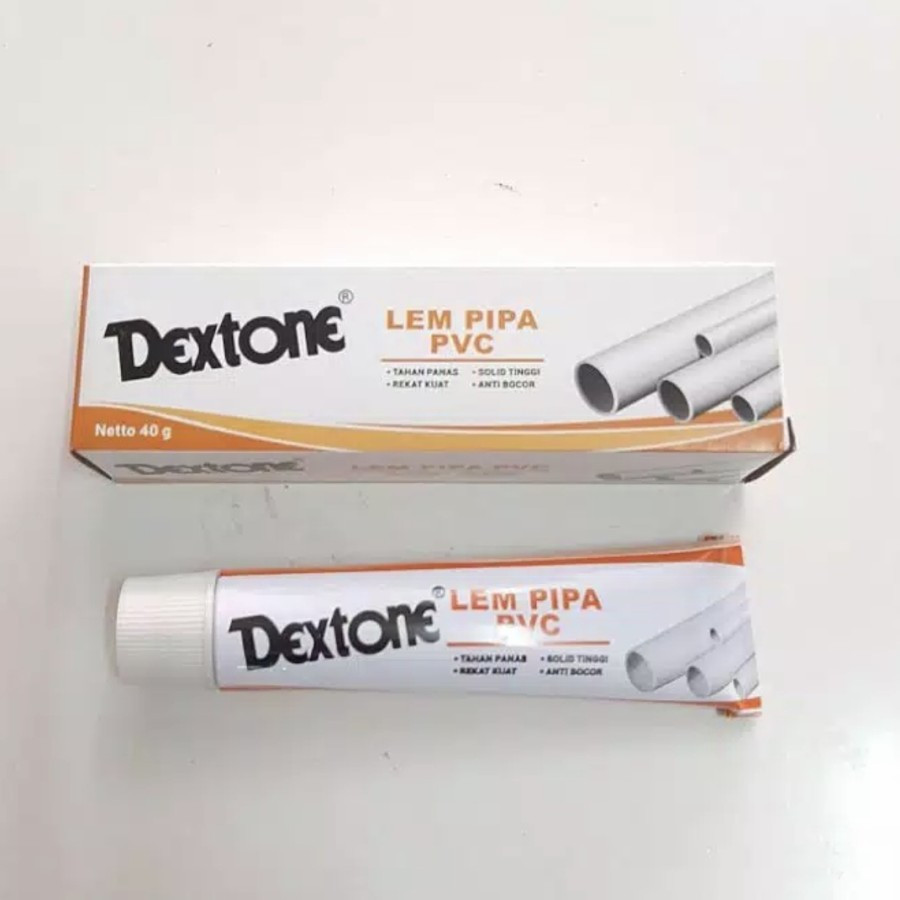 Dextone®
LEM PIPA
PVC
• TAHAN PANAS • SOLID TINGGI
• REKAT KUAT • ANTI BOCOR
Netto 40 g
Dextone
LEM PIPA PVC
Dextone®
LEM PIPA
PVC
• TAHAN PANAS • SOLID TINGGI
• REKAT KUAT • ANTI BOCOR